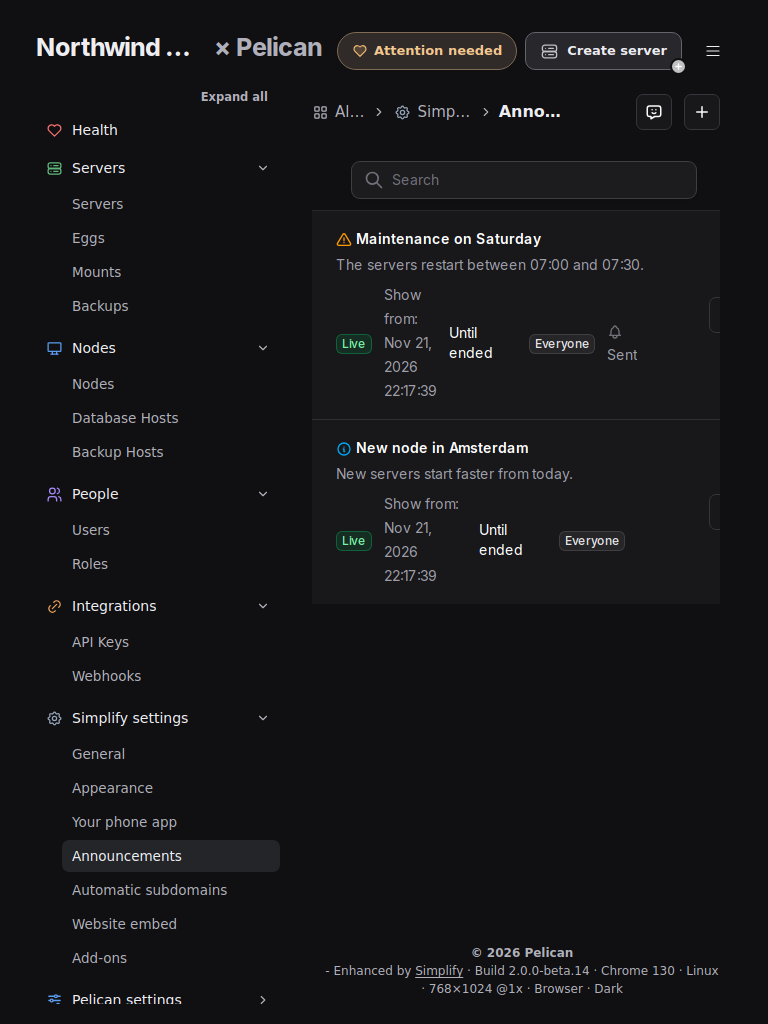 Northwind ... × Pelican
Attention needed
Create server
Expand all
Health
Servers
Servers
Eggs
Mounts
Backups
Nodes
Nodes
Database Hosts
Backup Hosts
People
Users
Roles
Integrations
API Keys
Webhooks
Simplify settings
General
Appearance
Your phone app
Announcements
Automatic subdomains
Website embed
Add-ons
Pelican settings
Al... > Simp... > Anno...
Search
Maintenance on Saturday
The servers restart between 07:00 and 07:30.
Live
Show
from:
Nov 21,
2026
22:17:39
Until
ended
Everyone
Sent
New node in Amsterdam
New servers start faster from today.
Live
Show from:
Nov 21,
2026
22:17:39
Until
ended
Everyone
© 2026 Pelican
- Enhanced by Simplify · Build 2.0.0-beta.14 · Chrome 130 · Linux
· 768×1024 @1x · Browser · Dark